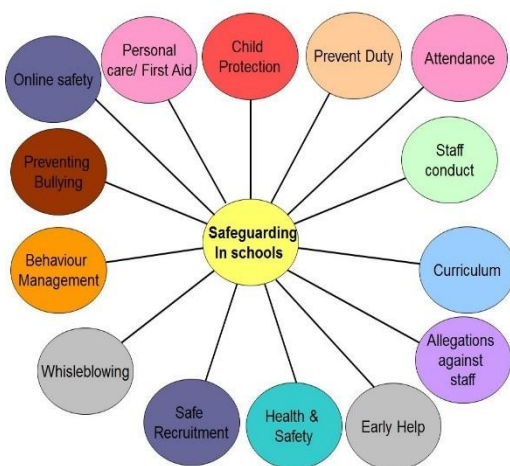 Child
Protection
Personal
care/ First Aid
Prevent Duty
Attendance
Online safety
Staff
conduct
Preventing
Bullying
Safeguarding
In schools
Behaviour
Management
Curriculum
Allegations
against
staff
Whisleblowing
Safe
Recruitment
Health &
Safety
Early Help